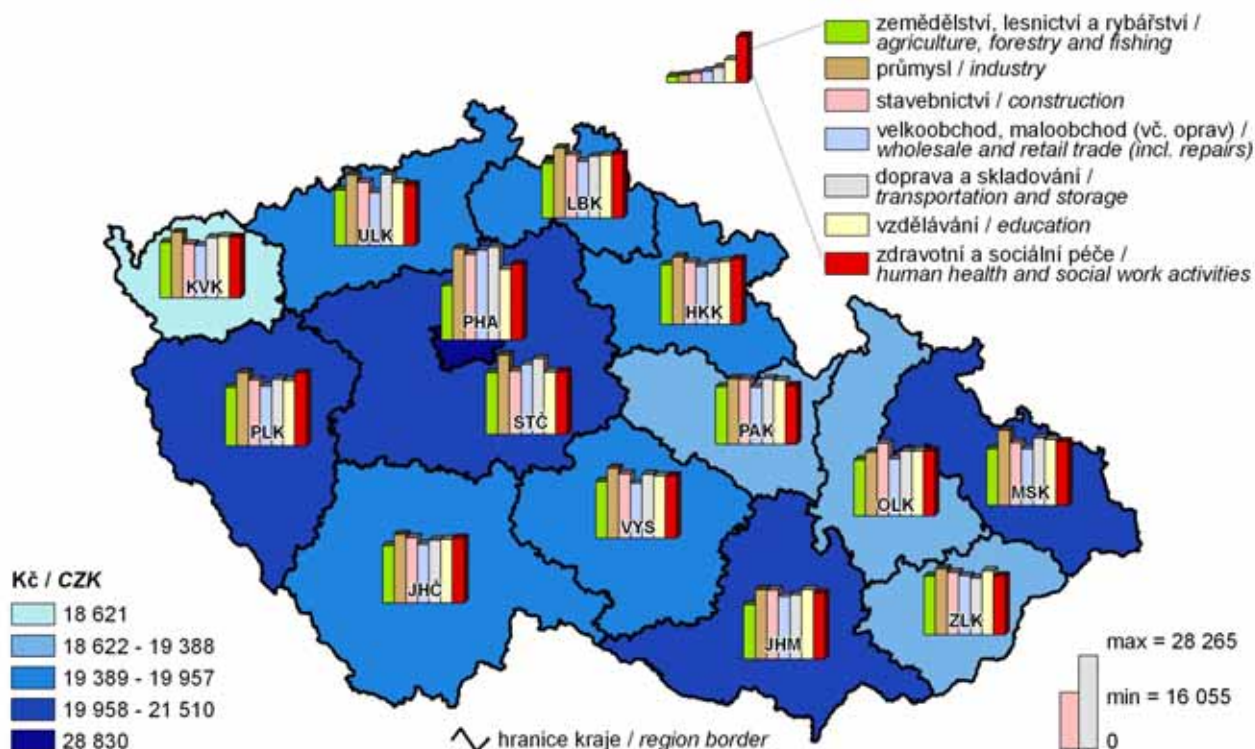 zemědělství, lesnictví a rybářství /
agriculture, forestry and fishing
průmysl / industry
stavebnictví / construction
velkoobchod, maloobchod (vč. oprav) /
wholesale and retail trade (incl. repairs)
doprava a skladování /
transportation and storage
vzdělávání / education
zdravotní a sociální péče /
human health and social work activities
LBK
ULK
KVK
HKK
PHA
STČ
PLK
PAK
OLK
MSK
VYS
JHČ
ZLK
JHM
Kč / CZK
18 621
18 622 - 19 388
19 389 - 19 957
19 958 - 21 510
28 830
hranice kraje / region border
max = 28 265
min = 16 055
0